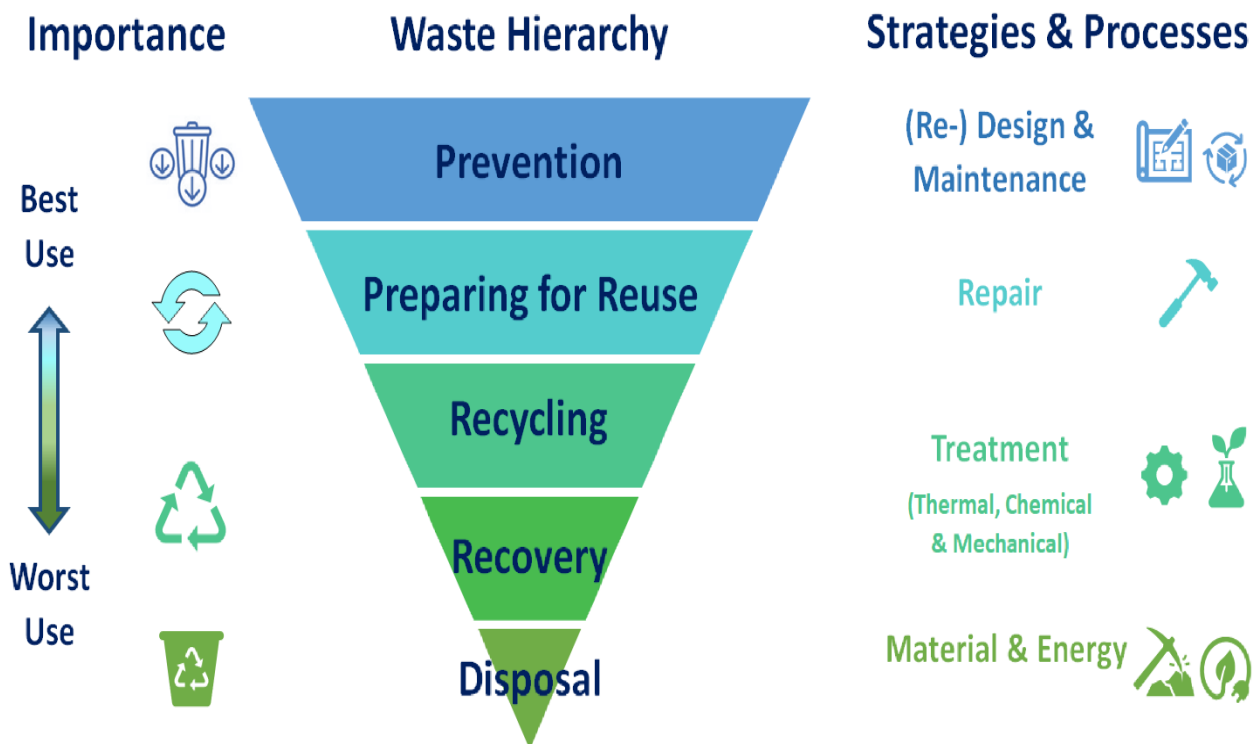 Importance
Waste Hierarchy
Strategies & Processes
Best
Use
Worst
Use
Prevention
Preparing for Reuse
Recycling
Recovery
Disposal
(Re-) Design &
Maintenance
Repair
Treatment
(Thermal, Chemical
& Mechanical)
Material & Energy